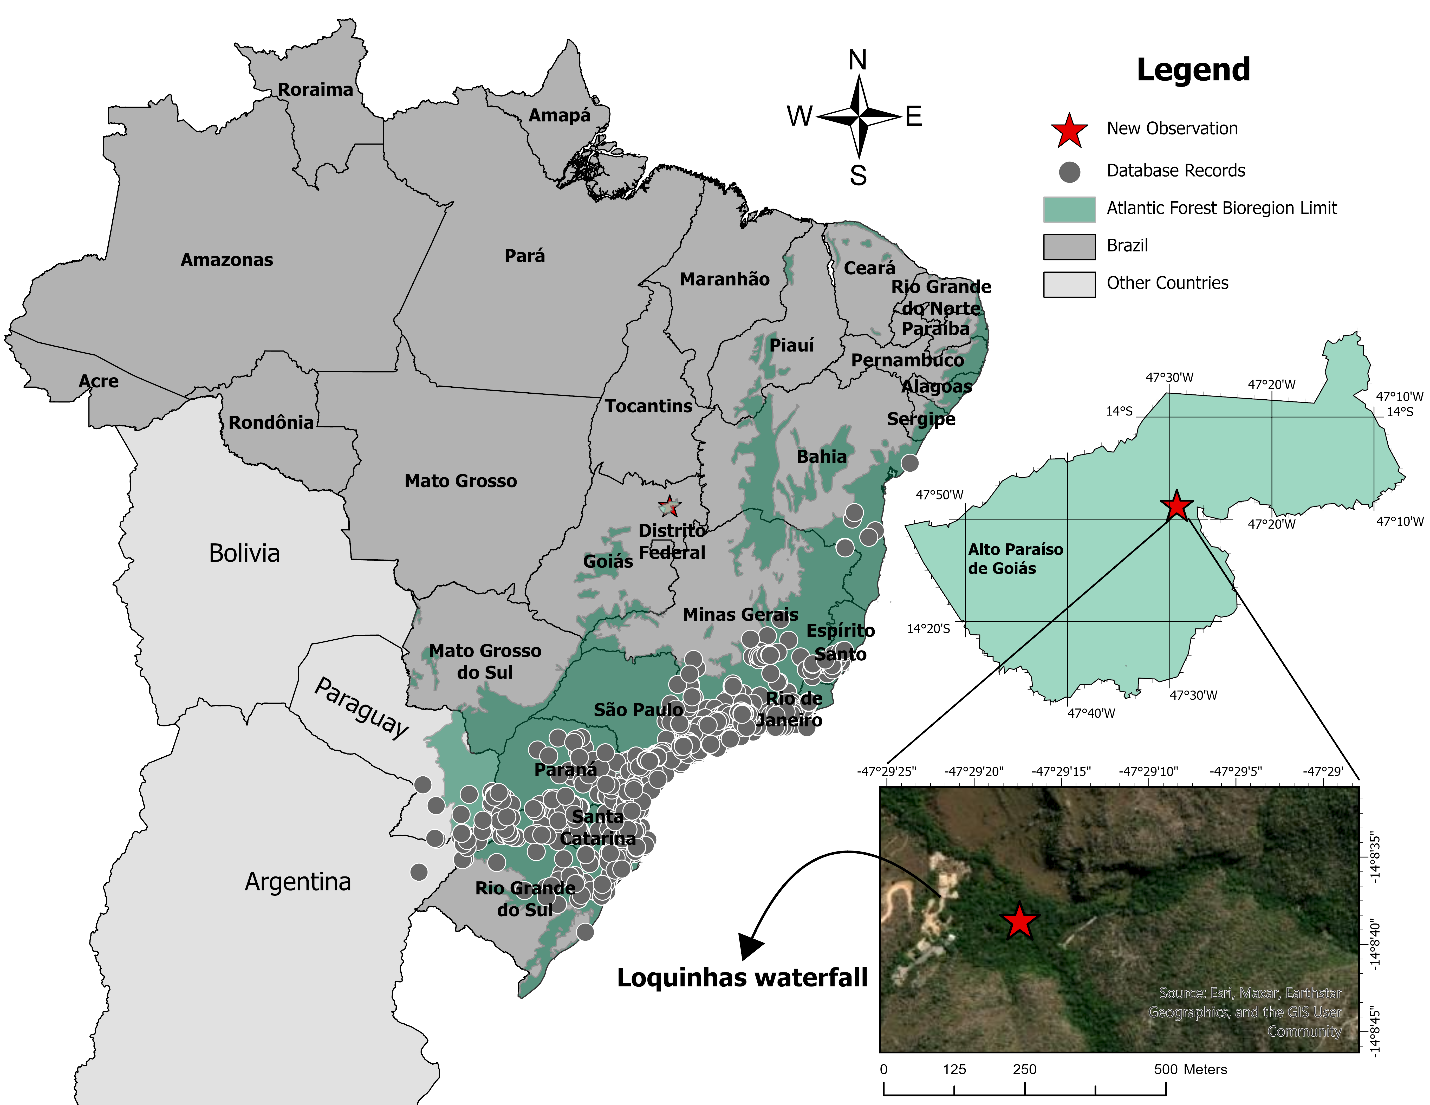 Legend
New Observation
Database Records
Atlantic Forest Bioregion Limit
Brazil
Other Countries
N
W
E
S
Roraima
Amapá
Amazonas
Pará
Maranhão
Ceará
Rio Grande
do Norte
Paraíba
Piauí
Pernambuco
Alagoas
Sergipe
Acre
Rondônia
Tocantins
Bahia
Mato Grosso
Distrito
Federal
Goiás
Bolivia
Minas Gerais
Espírito
Santo
Mato Grosso
do Sul
Paraguay
São Paulo
Rio de
Janeiro
Paraná
Santa
Catarina
Argentina
Rio Grande
do Sul
47°30'W
47°20'W
47°10'W
14°S
14°S
47°50'W
47°20'W
47°10'W
Alto Paraíso
de Goiás
14°20'S
47°30'W
47°40'W
-47°29'25"
-47°29'20"
-47°29'15"
-47°29'10"
-47°29'5"
-47°29'
-14°8'35"
-14°8'40"
-14°8'45"
Loquinhas waterfall
Source: Esri, Maxar, Earthstar
Geographics, and the GIS User
Community
0
125
250
500 Meters